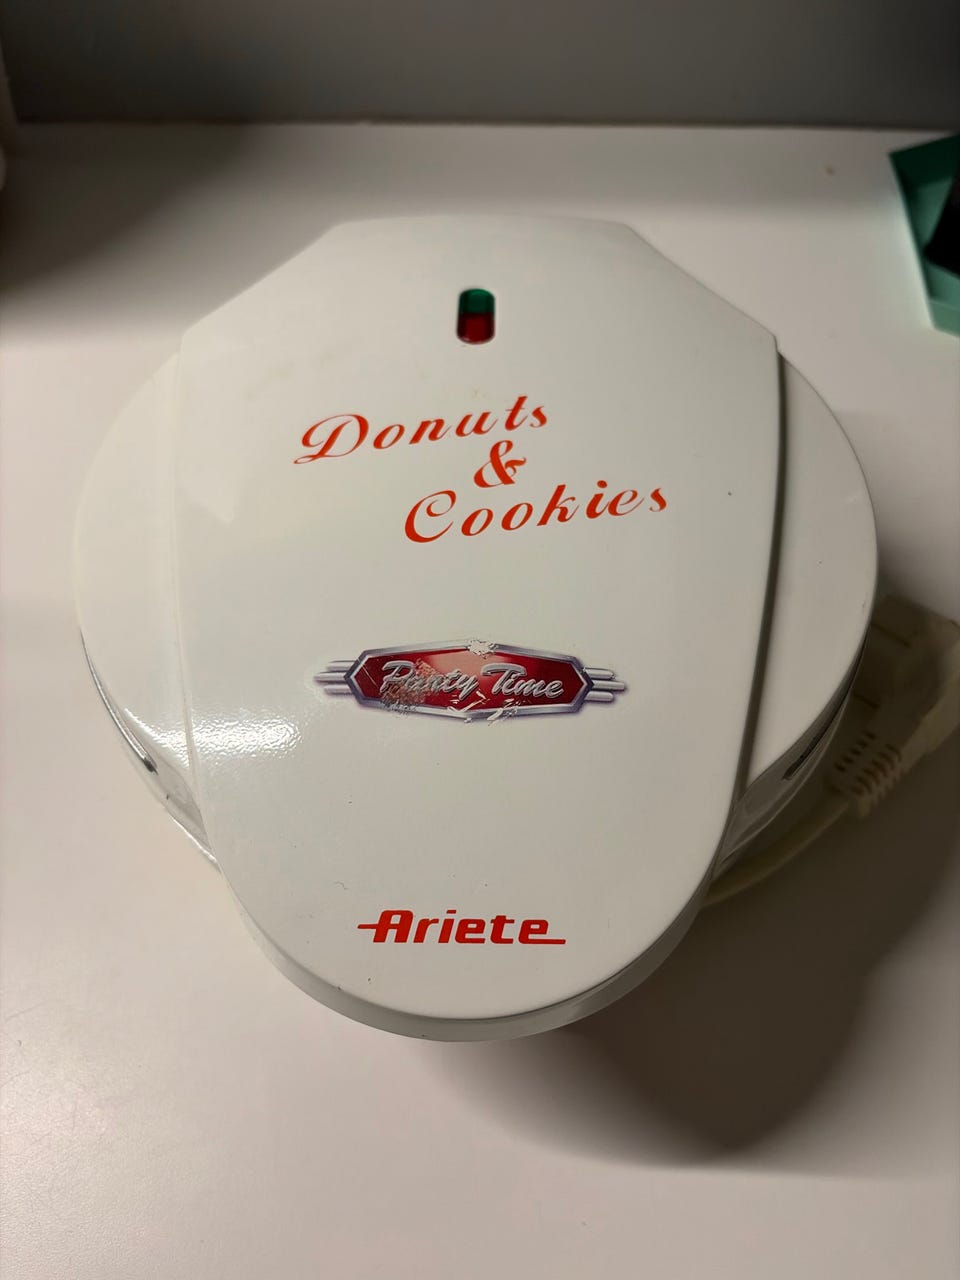 Donuts
&
Cookies
Party Time
Ariete